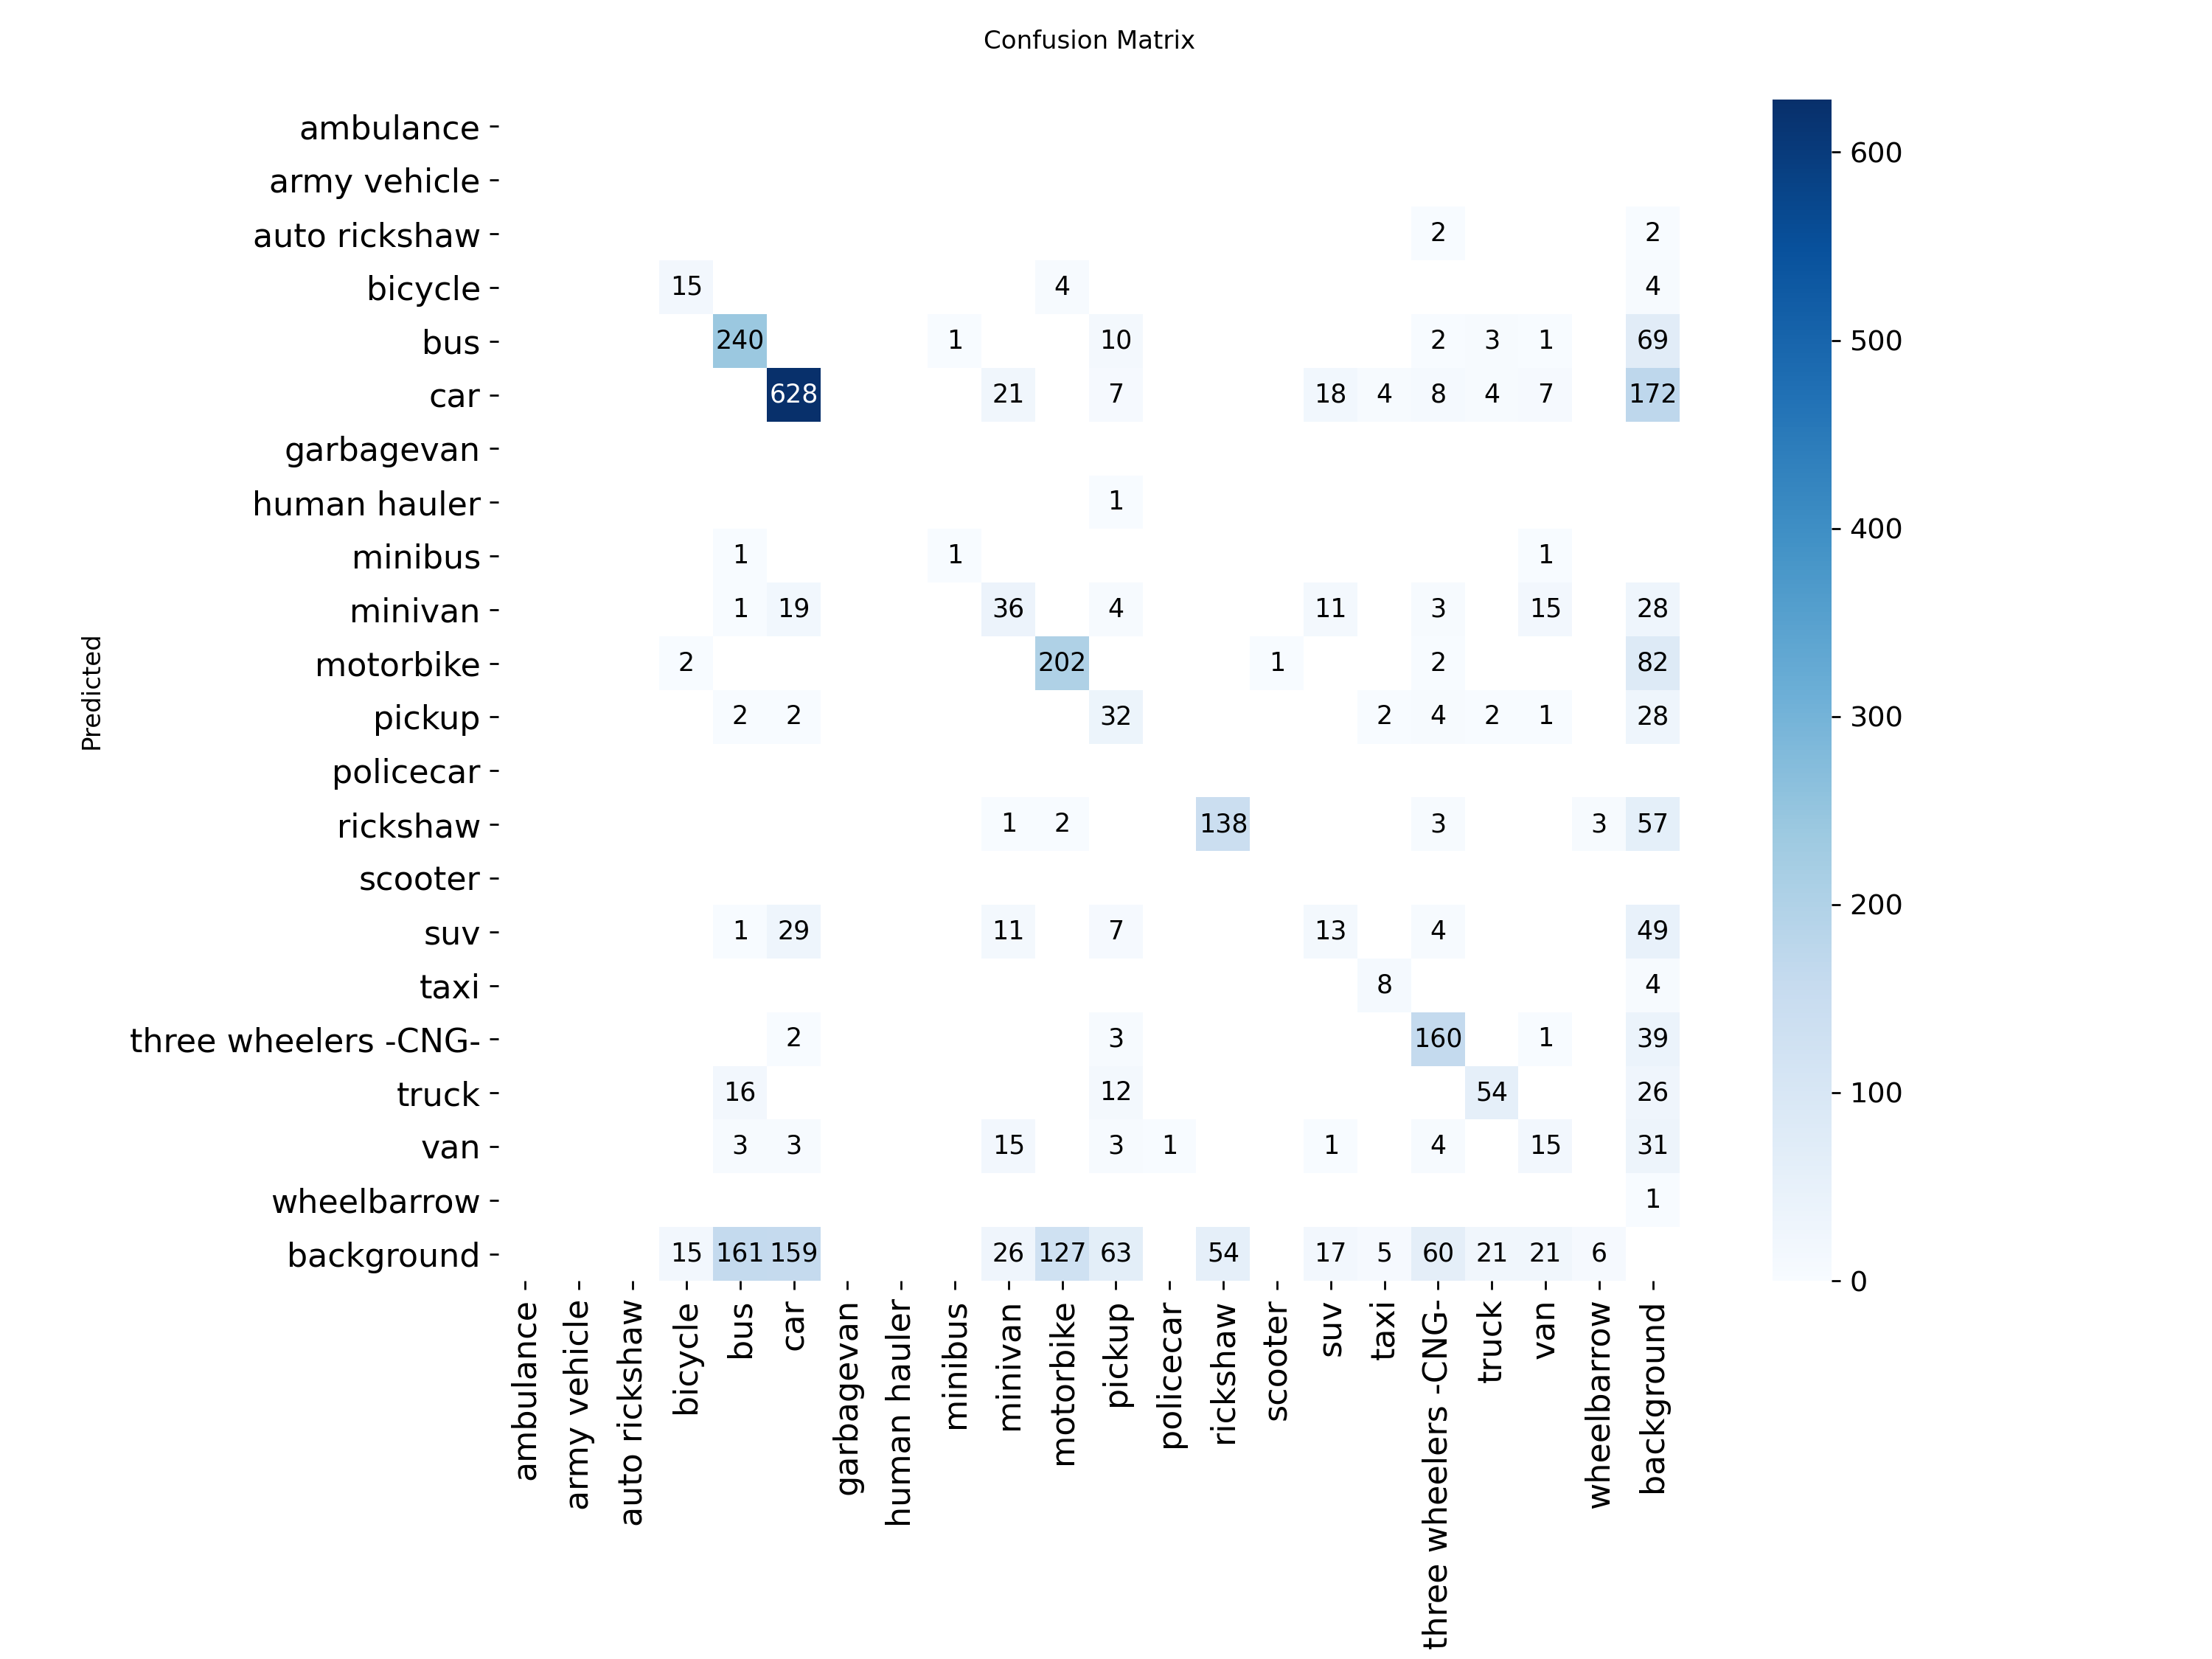 Confusion Matrix
ambulance
army vehicle
auto rickshaw 2 2
bicycle 15 4 4
bus 240 1 10 2 3 1 69
car 628 21 7 18 4 8 4 7 172
garbagevan
human hauler 1
minibus 1 1 1
minivan 1 19 36 4 11 3 15 28
motorbike 2 202 1 2 82
pickup 2 2 32 2 4 2 1 28
policecar
rickshaw 1 2 138 3 3 57
scooter
suv 1 29 11 7 13 4 49
taxi 8 4
three wheelers -CNG- 2 3 160 1 39
truck 16 12 54 26
van 3 3 15 3 1 1 4 15 31
wheelbarrow 1
background 15 161 159 26 127 63 54 17 5 60 21 21 6
Predicted
ambulance
army vehicle
auto rickshaw
bicycle
bus
car
garbagevan
human hauler
minibus
minivan
motorbike
pickup
policecar
rickshaw
scooter
suv
taxi
three wheelers -CNG-
truck
van
wheelbarrow
background
600
500
400
300
200
100
0